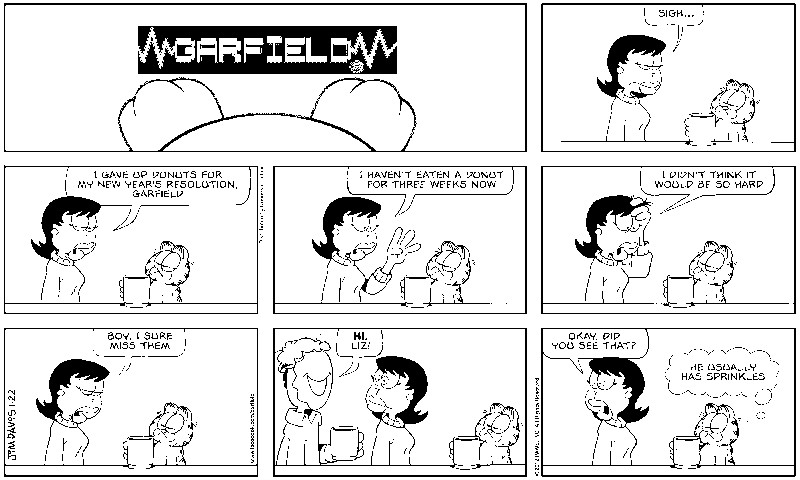 GARFIELD
SIGH...
I GAVE UP DONUTS FOR
MY NEW YEAR'S RESOLUTION,
GARFIELD
I HAVEN'T EATEN A DONUT
FOR THREE WEEKS NOW
I DIDN'T THINK IT
WOULD BE SO HARD
BOY, I SURE
MISS THEM
JIM DAVIS 1-22
HI,
LIZ!
OKAY, DID
YOU SEE THAT?
HE USUALLY
HAS SPRINKLES